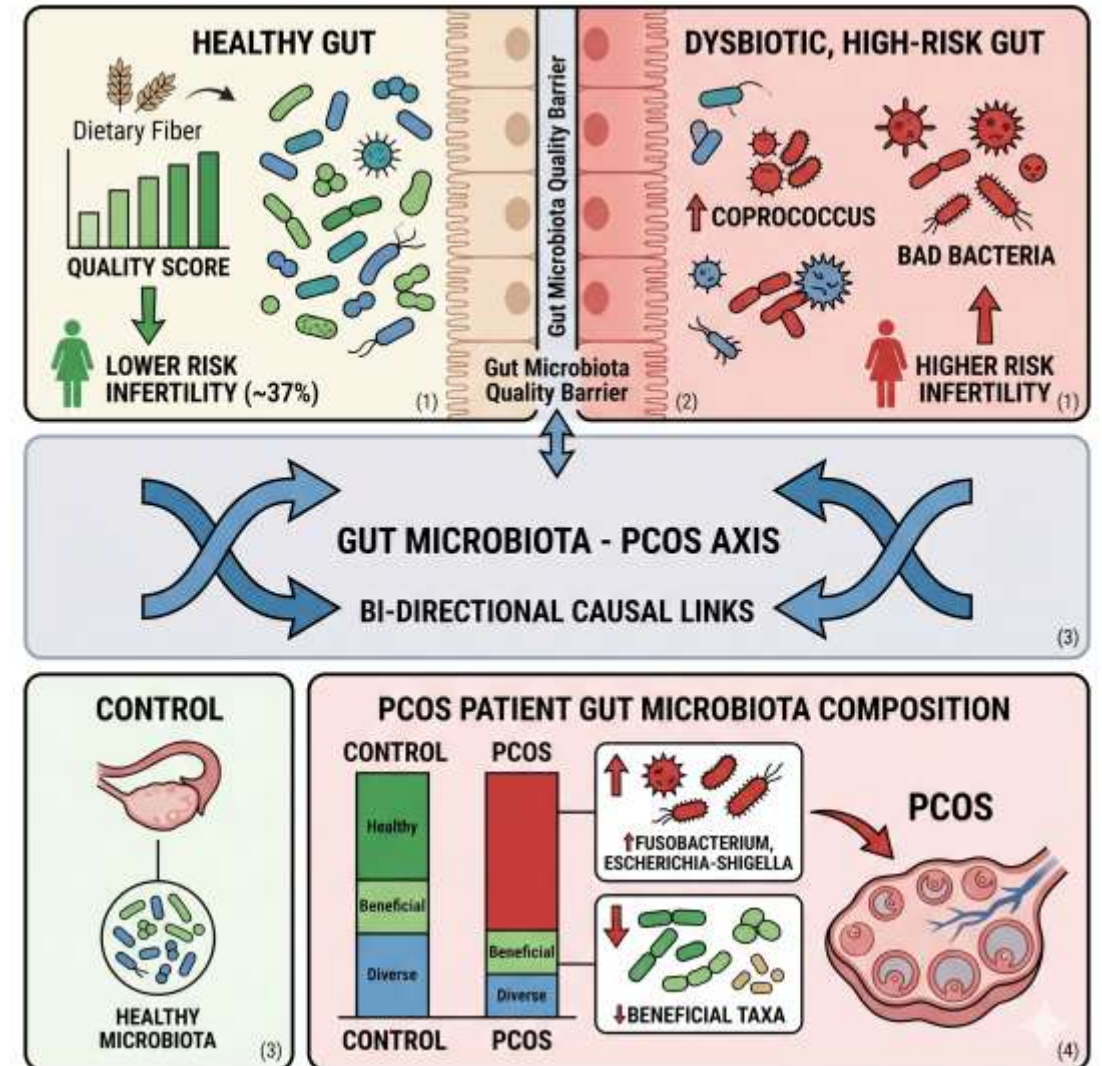 HEALTHY GUT
Dietary Fiber
QUALITY SCORE
LOWER RISK
INFERTILITY (~37%)
(1)
Gut Microbiota Quality Barrier
Gut Microbiota
Quality Barrier
DYSBIOTIC, HIGH-RISK GUT
↑ COPROCOCCUS
BAD BACTERIA
HIGHER RISK
INFERTILITY
(2)
(1)
GUT MICROBIOTA - PCOS AXIS
BI-DIRECTIONAL CAUSAL LINKS
(3)
CONTROL
HEALTHY
MICROBIOTA
(3)
PCOS PATIENT GUT MICROBIOTA COMPOSITION
CONTROL
PCOS
Healthy
Beneficial
Diverse
Beneficial
Diverse
CONTROL
PCOS
↑FUSOBACTERIUM,
ESCHERICHIA-SHIGELLA
↓BENEFICIAL TAXA
PCOS
(4)